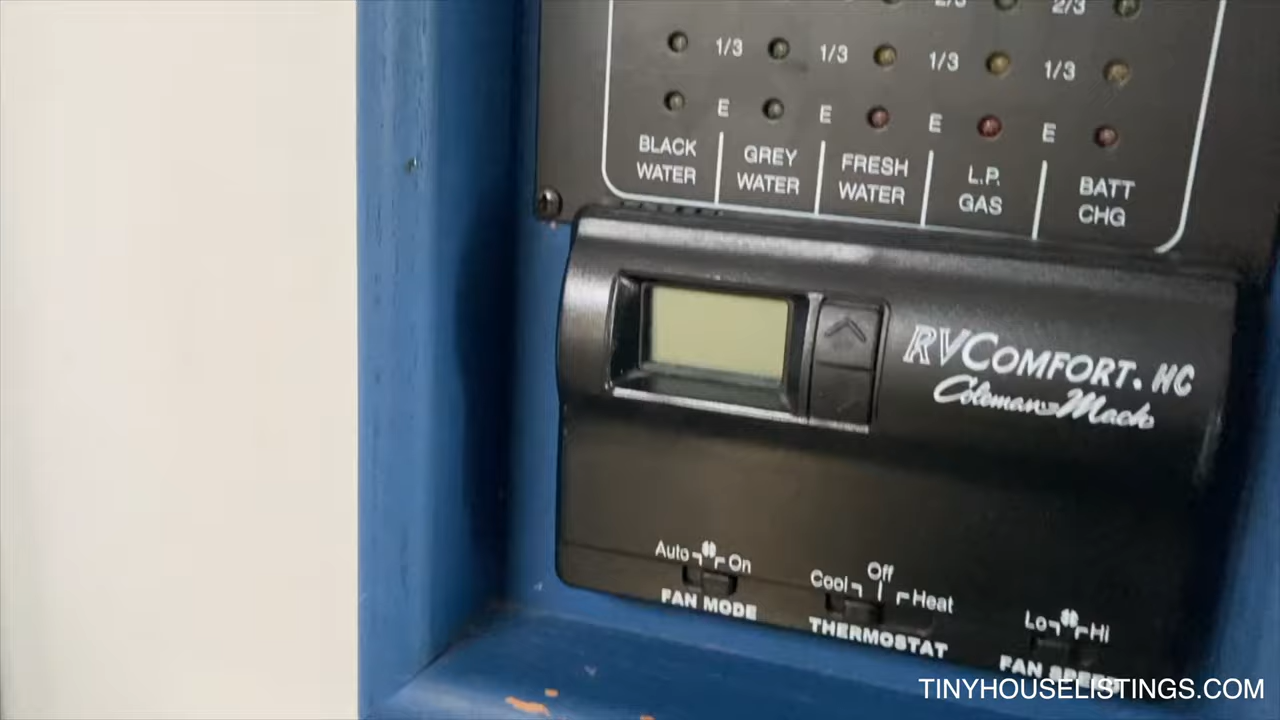 2/3 2/3
1/3 1/3 1/3 1/3
E E E E
BLACK WATER
GREY WATER
FRESH WATER
L.P. GAS
BATT CHG
RVCOMFORT. HC
Coleman-Mach
Auto On
FAN MODE
Cool Off Heat
THERMOSTAT
Lo Hi
FAN SPEED
TINYHOUSELISTINGS.COM